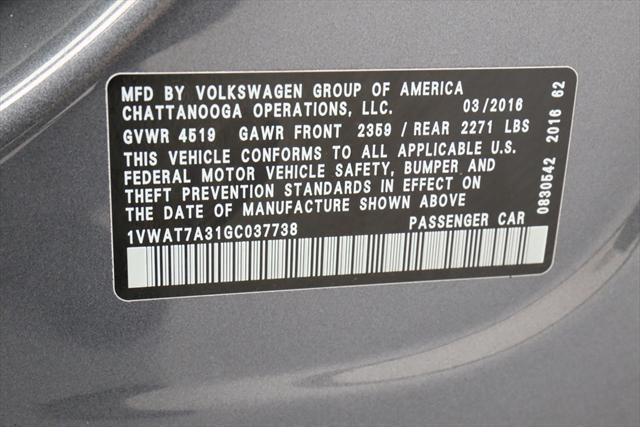 MFD BY VOLKSWAGEN GROUP OF AMERICA
CHATTANOOGA OPERATIONS, LLC. 03/2016
GVWR 4519 GAWR FRONT 2359 / REAR 2271 LBS
THIS VEHICLE CONFORMS TO ALL APPLICABLE U.S.
FEDERAL MOTOR VEHICLE SAFETY, BUMPER AND
THEFT PREVENTION STANDARDS IN EFFECT ON
THE DATE OF MANUFACTURE SHOWN ABOVE
1VWAT7A31GC037738 PASSENGER CAR
0830542 2016 62